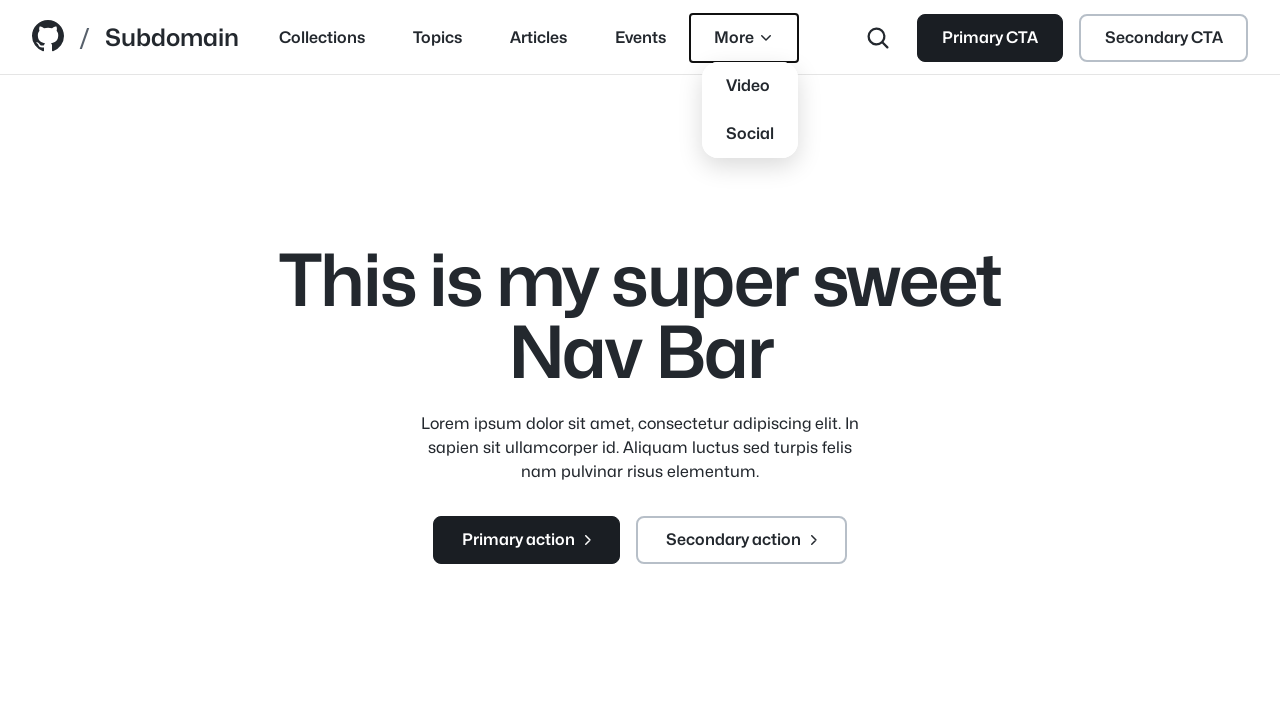 / Subdomain Collections Topics Articles Events More Primary CTA Secondary CTA
Video
Social
This is my super sweet
Nav Bar
Lorem ipsum dolor sit amet, consectetur adipiscing elit. In
sapien sit ullamcorper id. Aliquam luctus sed turpis felis
nam pulvinar risus elementum.
Primary action Secondary action